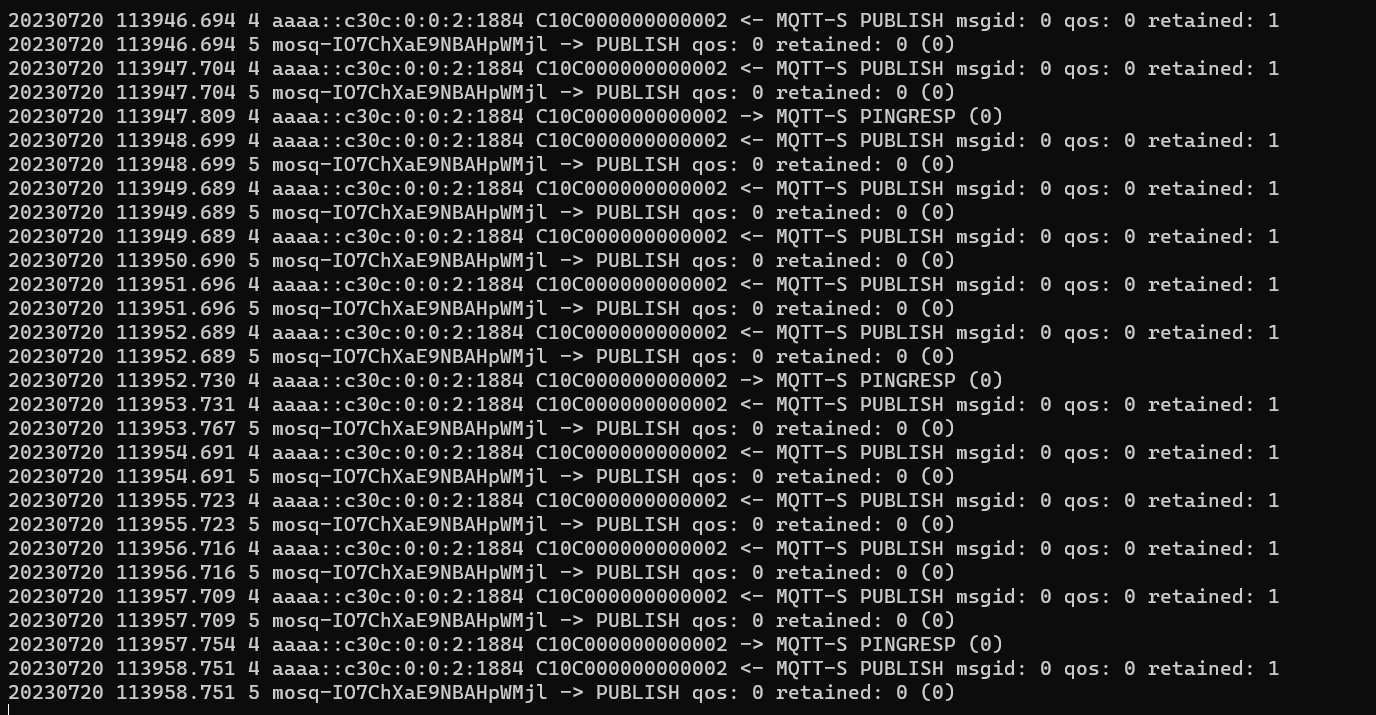 20230720 113946.694 4 aaaa::c30c:0:0:2:1884 C10C000000000002 <- MQTT-S PUBLISH msgid: 0 qos: 0 retained: 1
20230720 113946.694 5 mosq-IO7ChXaE9NBAHpWMjl -> PUBLISH qos: 0 retained: 0 (0)
20230720 113947.704 4 aaaa::c30c:0:0:2:1884 C10C000000000002 <- MQTT-S PUBLISH msgid: 0 qos: 0 retained: 1
20230720 113947.704 5 mosq-IO7ChXaE9NBAHpWMjl -> PUBLISH qos: 0 retained: 0 (0)
20230720 113947.809 4 aaaa::c30c:0:0:2:1884 C10C000000000002 -> MQTT-S PINGRESP (0)
20230720 113948.699 4 aaaa::c30c:0:0:2:1884 C10C000000000002 <- MQTT-S PUBLISH msgid: 0 qos: 0 retained: 1
20230720 113948.699 5 mosq-IO7ChXaE9NBAHpWMjl -> PUBLISH qos: 0 retained: 0 (0)
20230720 113949.689 4 aaaa::c30c:0:0:2:1884 C10C000000000002 <- MQTT-S PUBLISH msgid: 0 qos: 0 retained: 1
20230720 113949.689 5 mosq-IO7ChXaE9NBAHpWMjl -> PUBLISH qos: 0 retained: 0 (0)
20230720 113949.689 4 aaaa::c30c:0:0:2:1884 C10C000000000002 <- MQTT-S PUBLISH msgid: 0 qos: 0 retained: 1
20230720 113950.690 5 mosq-IO7ChXaE9NBAHpWMjl -> PUBLISH qos: 0 retained: 0 (0)
20230720 113951.696 4 aaaa::c30c:0:0:2:1884 C10C000000000002 <- MQTT-S PUBLISH msgid: 0 qos: 0 retained: 1
20230720 113951.696 5 mosq-IO7ChXaE9NBAHpWMjl -> PUBLISH qos: 0 retained: 0 (0)
20230720 113952.689 4 aaaa::c30c:0:0:2:1884 C10C000000000002 <- MQTT-S PUBLISH msgid: 0 qos: 0 retained: 1
20230720 113952.689 5 mosq-IO7ChXaE9NBAHpWMjl -> PUBLISH qos: 0 retained: 0 (0)
20230720 113952.730 4 aaaa::c30c:0:0:2:1884 C10C000000000002 -> MQTT-S PINGRESP (0)
20230720 113953.731 4 aaaa::c30c:0:0:2:1884 C10C000000000002 <- MQTT-S PUBLISH msgid: 0 qos: 0 retained: 1
20230720 113953.767 5 mosq-IO7ChXaE9NBAHpWMjl -> PUBLISH qos: 0 retained: 0 (0)
20230720 113954.691 4 aaaa::c30c:0:0:2:1884 C10C000000000002 <- MQTT-S PUBLISH msgid: 0 qos: 0 retained: 1
20230720 113954.691 5 mosq-IO7ChXaE9NBAHpWMjl -> PUBLISH qos: 0 retained: 0 (0)
20230720 113955.723 4 aaaa::c30c:0:0:2:1884 C10C000000000002 <- MQTT-S PUBLISH msgid: 0 qos: 0 retained: 1
20230720 113955.723 5 mosq-IO7ChXaE9NBAHpWMjl -> PUBLISH qos: 0 retained: 0 (0)
20230720 113956.716 4 aaaa::c30c:0:0:2:1884 C10C000000000002 <- MQTT-S PUBLISH msgid: 0 qos: 0 retained: 1
20230720 113956.716 5 mosq-IO7ChXaE9NBAHpWMjl -> PUBLISH qos: 0 retained: 0 (0)
20230720 113957.709 4 aaaa::c30c:0:0:2:1884 C10C000000000002 <- MQTT-S PUBLISH msgid: 0 qos: 0 retained: 1
20230720 113957.709 5 mosq-IO7ChXaE9NBAHpWMjl -> PUBLISH qos: 0 retained: 0 (0)
20230720 113957.754 4 aaaa::c30c:0:0:2:1884 C10C000000000002 -> MQTT-S PINGRESP (0)
20230720 113958.751 4 aaaa::c30c:0:0:2:1884 C10C000000000002 <- MQTT-S PUBLISH msgid: 0 qos: 0 retained: 1
20230720 113958.751 5 mosq-IO7ChXaE9NBAHpWMjl -> PUBLISH qos: 0 retained: 0 (0)